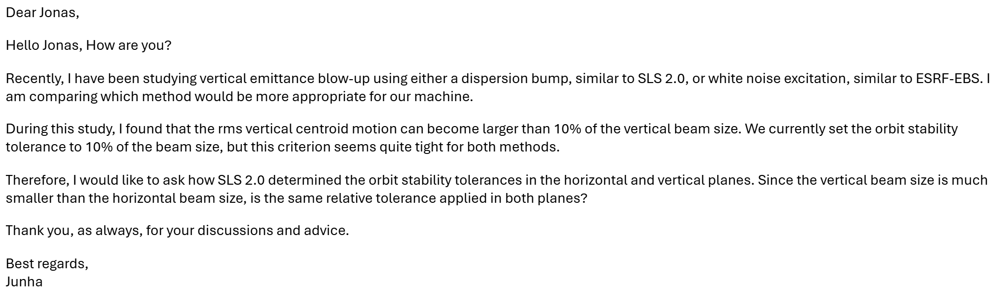 Dear Jonas,
Hello Jonas, How are you?
Recently, I have been studying vertical emittance blow-up using either a dispersion bump, similar to SLS 2.0, or white noise excitation, similar to ESRF-EBS. I
am comparing which method would be more appropriate for our machine.
During this study, I found that the rms vertical centroid motion can become larger than 10% of the vertical beam size. We currently set the orbit stability
tolerance to 10% of the beam size, but this criterion seems quite tight for both methods.
Therefore, I would like to ask how SLS 2.0 determined the orbit stability tolerances in the horizontal and vertical planes. Since the vertical beam size is much
smaller than the horizontal beam size, is the same relative tolerance applied in both planes?
Thank you, as always, for your discussions and advice.
Best regards,
Junha